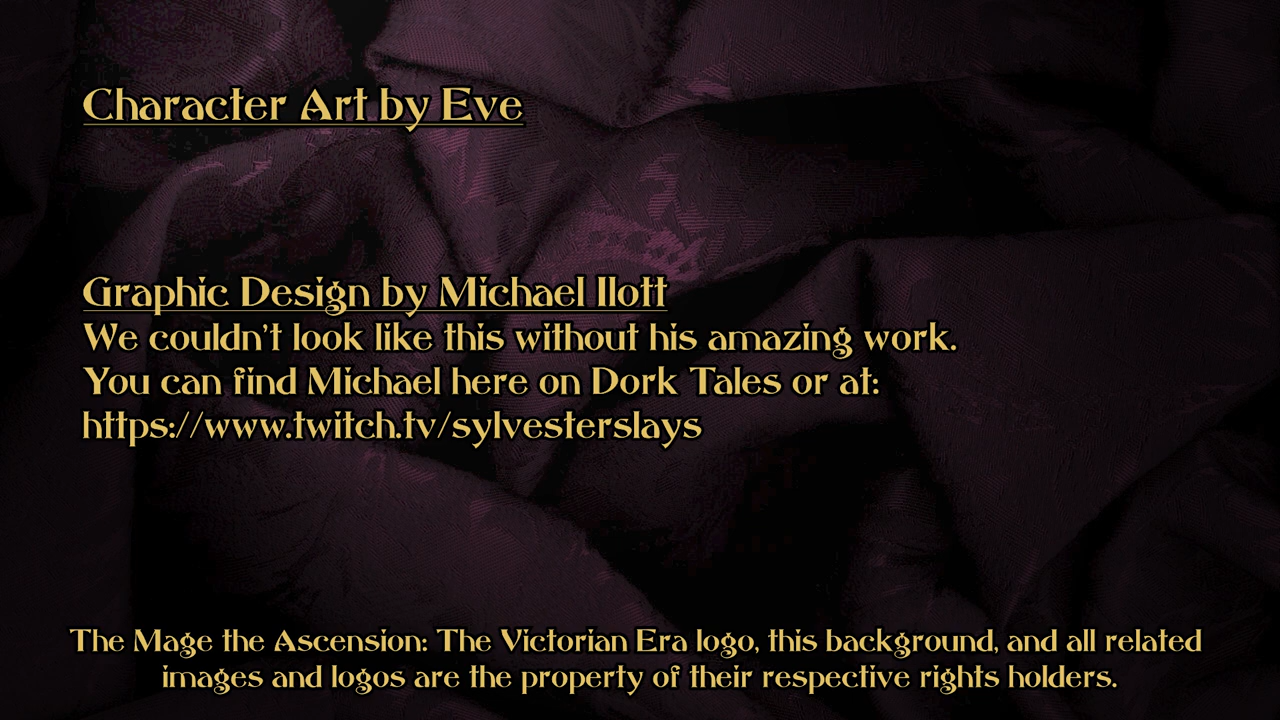 Character Art by Eve
Graphic Design by Michael Ilott
We couldn't look like this without his amazing work.
You can find Michael here on Dork Tales or at:
https://www.twitch.tv/sylvesterslays
The Mage the Ascension: The Victorian Era logo, this background, and all related
images and logos are the property of their respective rights holders.